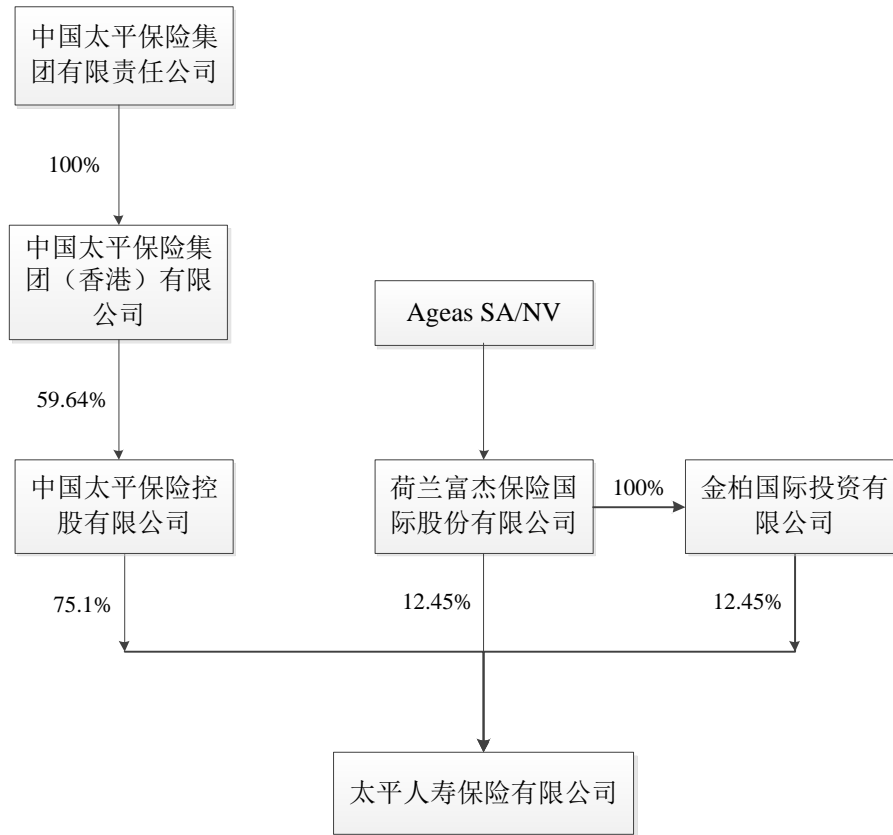 中国太平保险集
团有限责任公司
100%
中国太平保险集
团（香港）有限
公司
Ageas SA/NV
59.64%
中国太平保险控
股有限公司
荷兰富杰保险国
际股份有限公司
100%
金柏国际投资有
限公司
75.1%
12.45%
12.45%
太平人寿保险有限公司